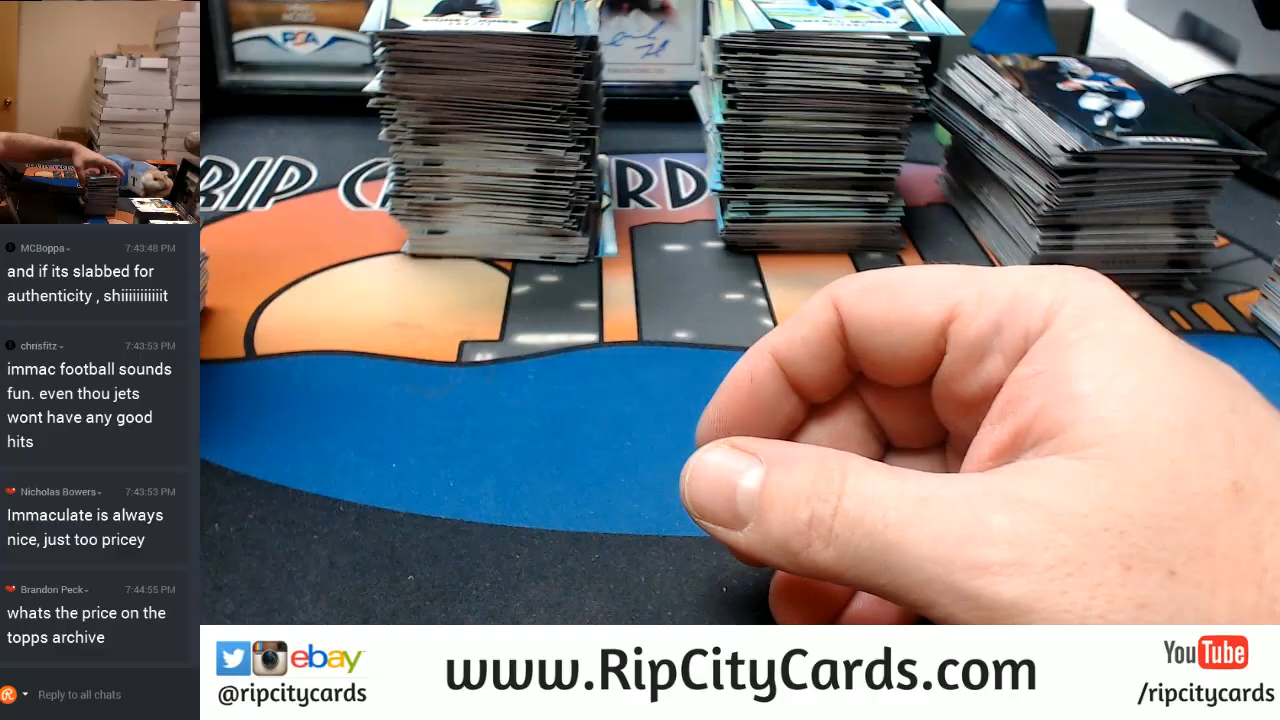 PSA
RIP CARDS
MCBoppa 7:43:48 PM
and if its slabbed for
authenticity , shiiiiiiiiiiit
chrisfitz 7:43:53 PM
immac football sounds
fun. even thou jets
wont have any good
hits
Nicholas Bowers 7:43:53 PM
Immaculate is always
nice, just too pricey
Brandon Peck 7:44:55 PM
whats the price on the
topps archive
Reply to all chats
ebay
@ripcitycards
www.RipCityCards.com
YouTube
/ripcitycards